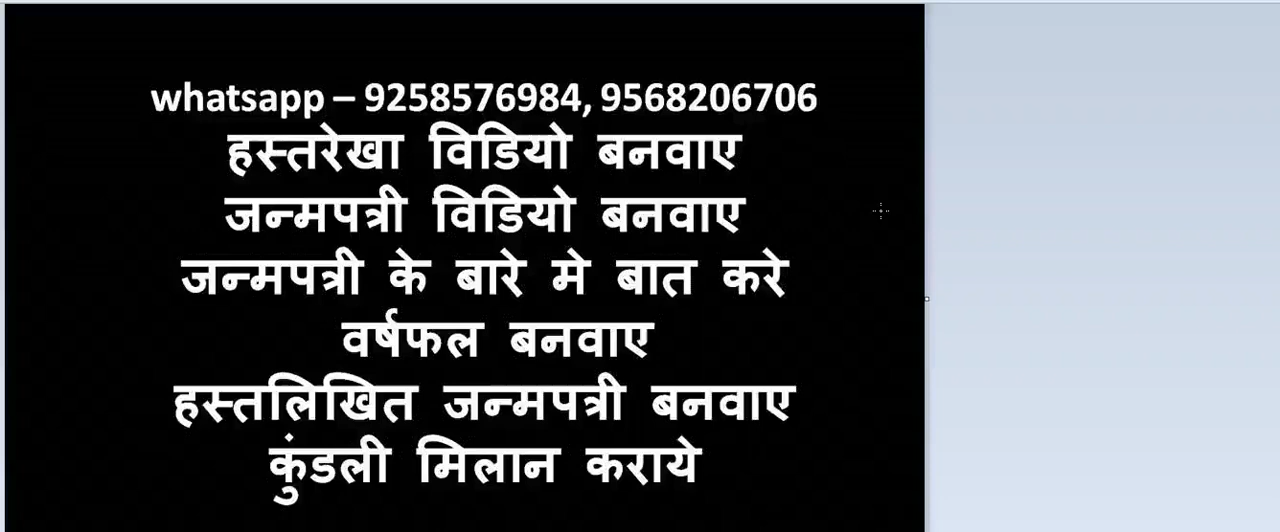 whatsapp – 9258576984, 9568206706
हस्तरेखा विडियो बनवाए
जन्मपत्री विडियो बनवाए
जन्मपत्री के बारे मे बात करे
वर्षफल बनवाए
हस्तलिखित जन्मपत्री बनवाए
कुंडली मिलान कराये